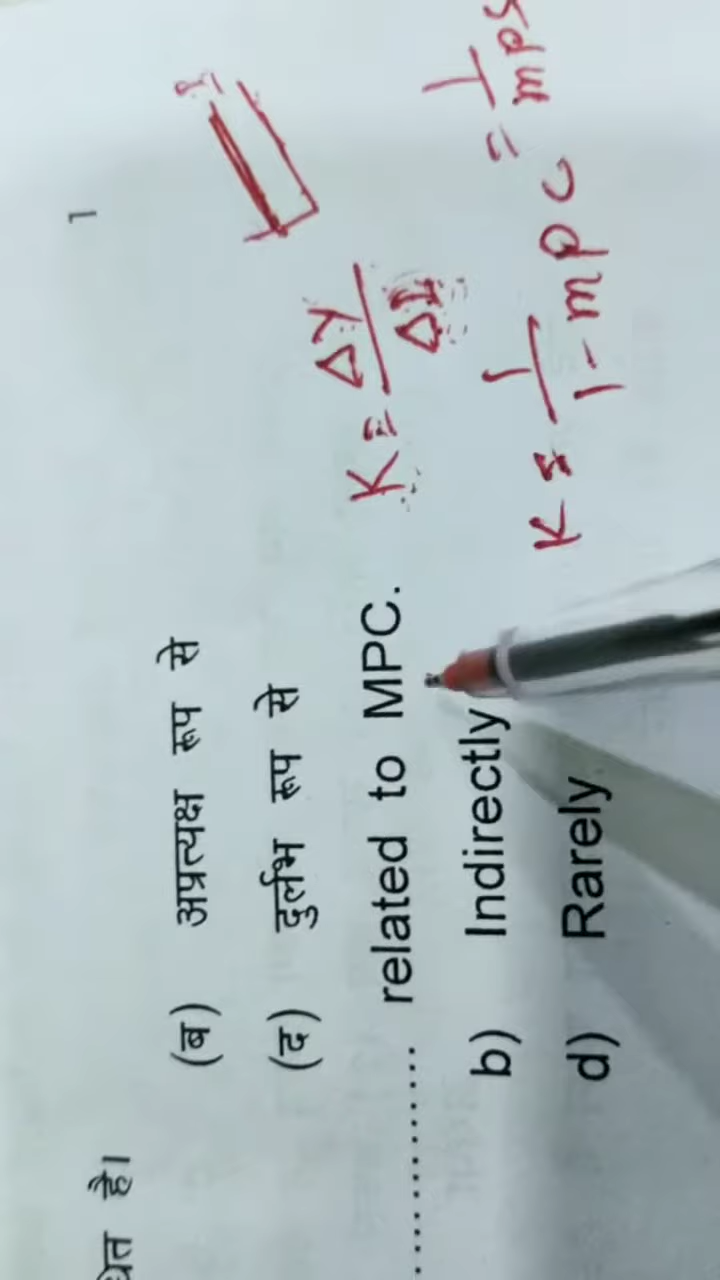 1
धित है।
(ब) अप्रत्यक्ष रूप से
(द) दुर्लभ रूप से
............ related to MPC.
b) Indirectly
d) Rarely
K = ΔY/ΔI
K = 1/1-mpc = 1/mps